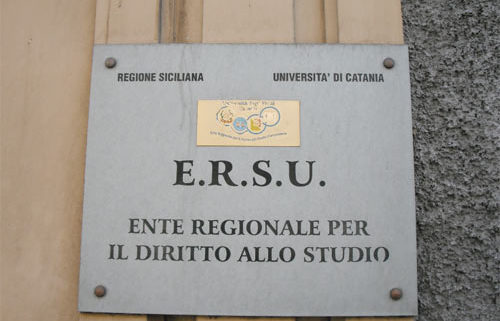 REGIONE SICILIANA
UNIVERSITA' DI CATANIA
E.R.S.U.
ENTE REGIONALE PER
IL DIRITTO ALLO STUDIO